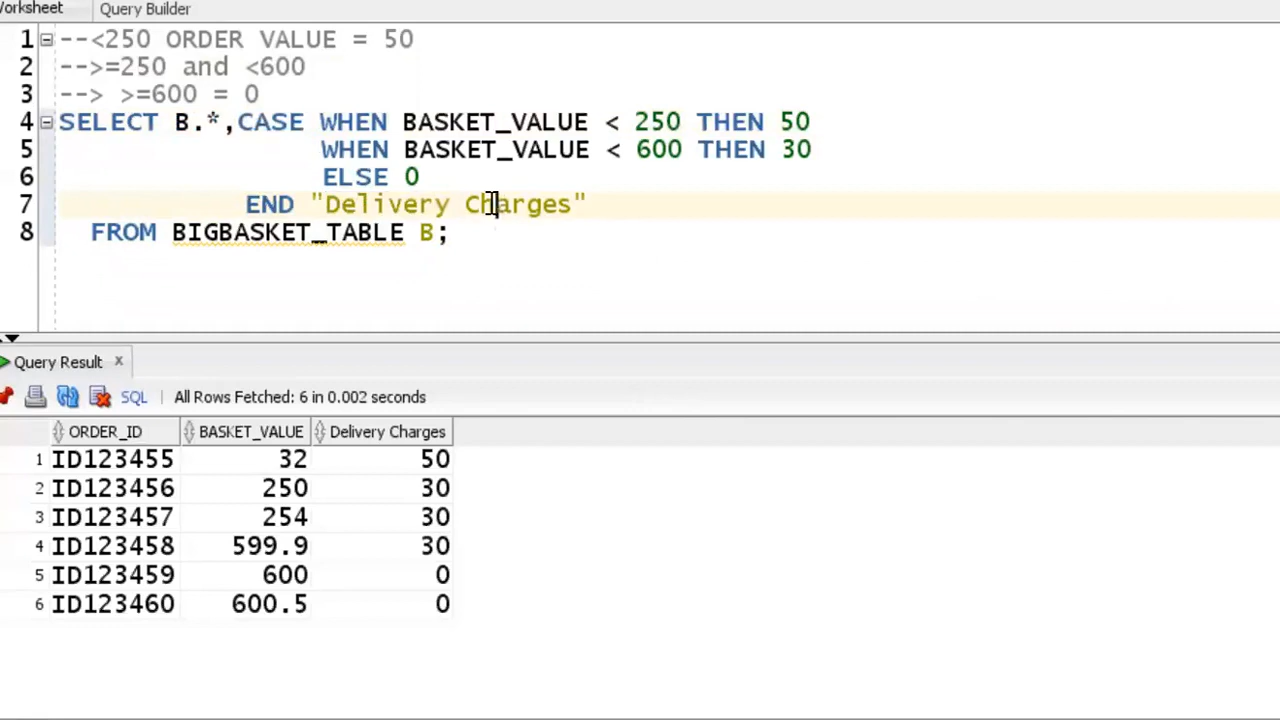 Worksheet Query Builder
1 --<250 ORDER VALUE = 50
2 -->=250 and <600
3 --> >=600 = 0
4 SELECT B.*,CASE WHEN BASKET_VALUE < 250 THEN 50
5 WHEN BASKET_VALUE < 600 THEN 30
6 ELSE 0
7 END "Delivery Charges"
8 FROM BIGBASKET_TABLE B;
Query Result ×
SQL | All Rows Fetched: 6 in 0.002 seconds
ORDER_ID BASKET_VALUE Delivery Charges
1 ID123455 32 50
2 ID123456 250 30
3 ID123457 254 30
4 ID123458 599.9 30
5 ID123459 600 0
6 ID123460 600.5 0